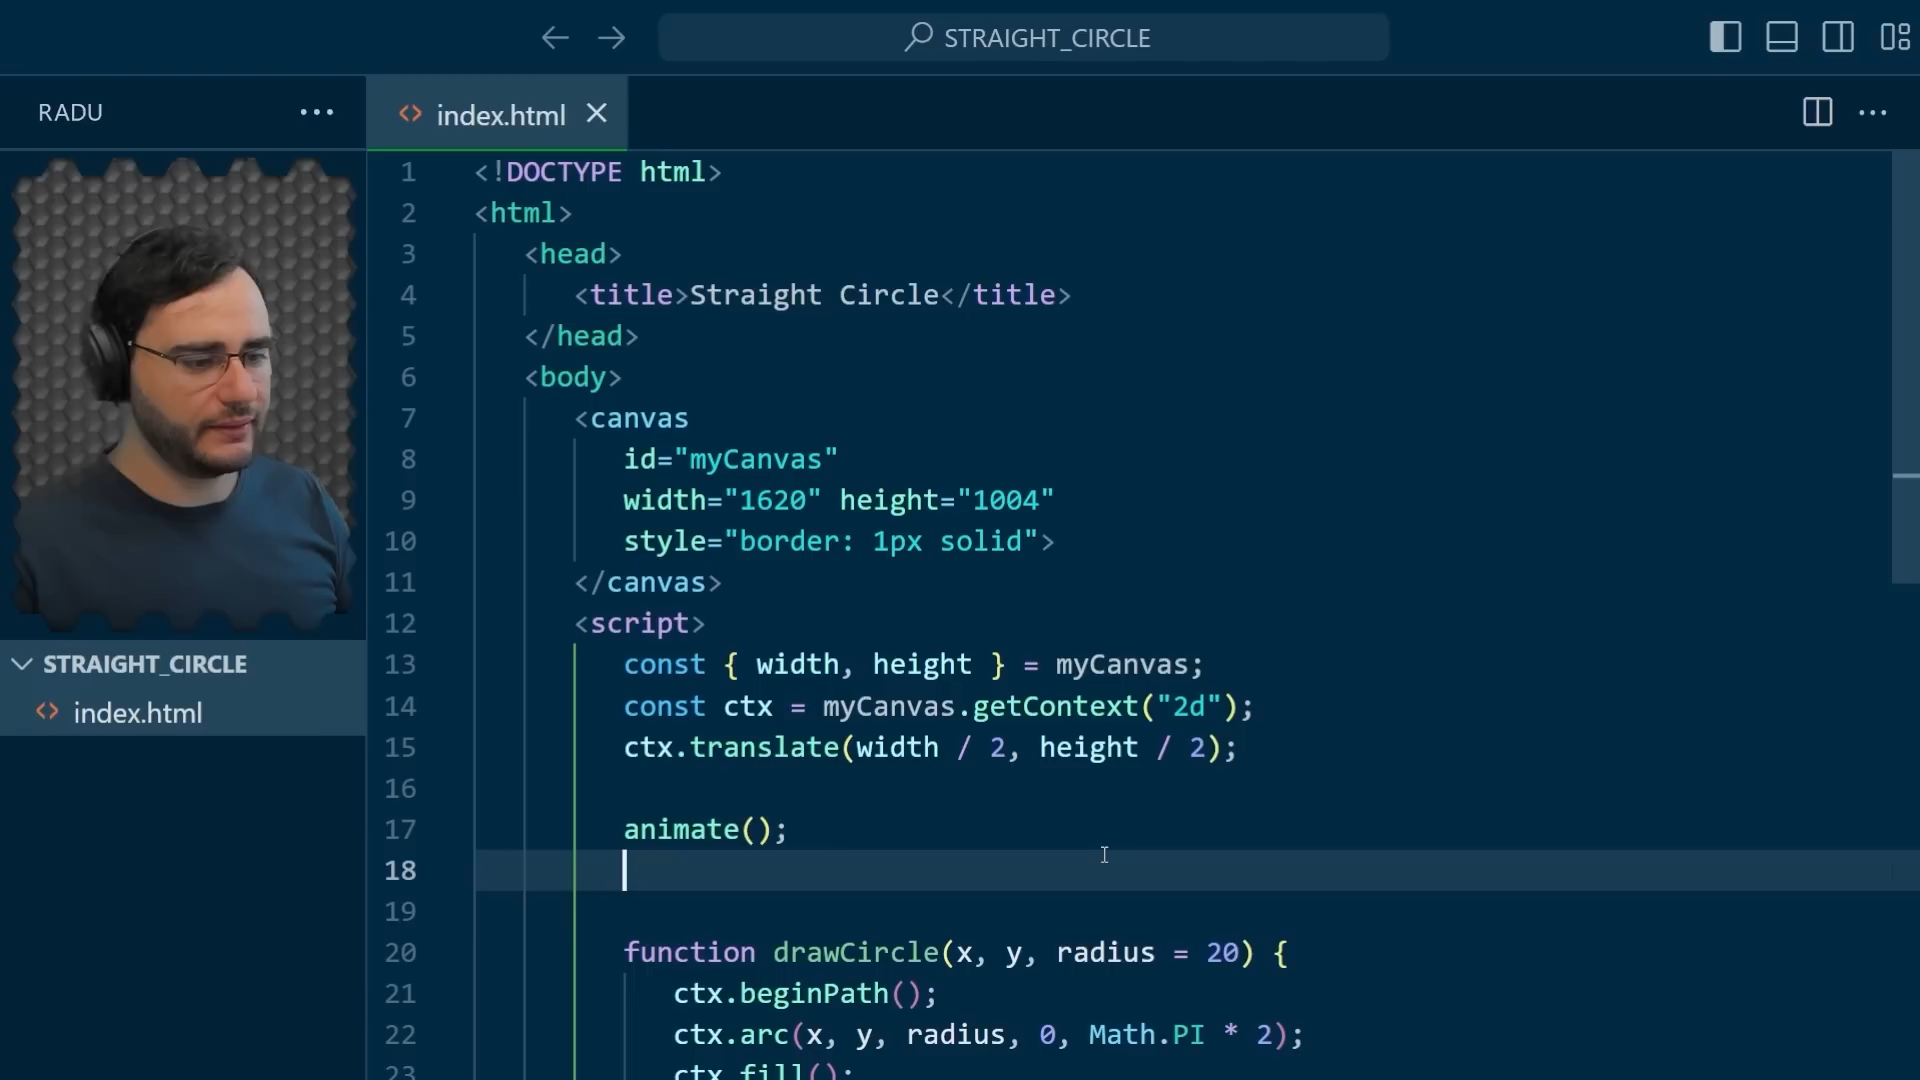 STRAIGHT_CIRCLE
RADU
index.html
STRAIGHT_CIRCLE
index.html
1 <!DOCTYPE html>
2 <html>
3 <head>
4 <title>Straight Circle</title>
5 </head>
6 <body>
7 <canvas
8 id="myCanvas"
9 width="1620" height="1004"
10 style="border: 1px solid">
11 </canvas>
12 <script>
13 const { width, height } = myCanvas;
14 const ctx = myCanvas.getContext("2d");
15 ctx.translate(width / 2, height / 2);
16
17 animate();
18
19
20 function drawCircle(x, y, radius = 20) {
21 ctx.beginPath();
22 ctx.arc(x, y, radius, 0, Math.PI * 2);
23 ctx.fill();